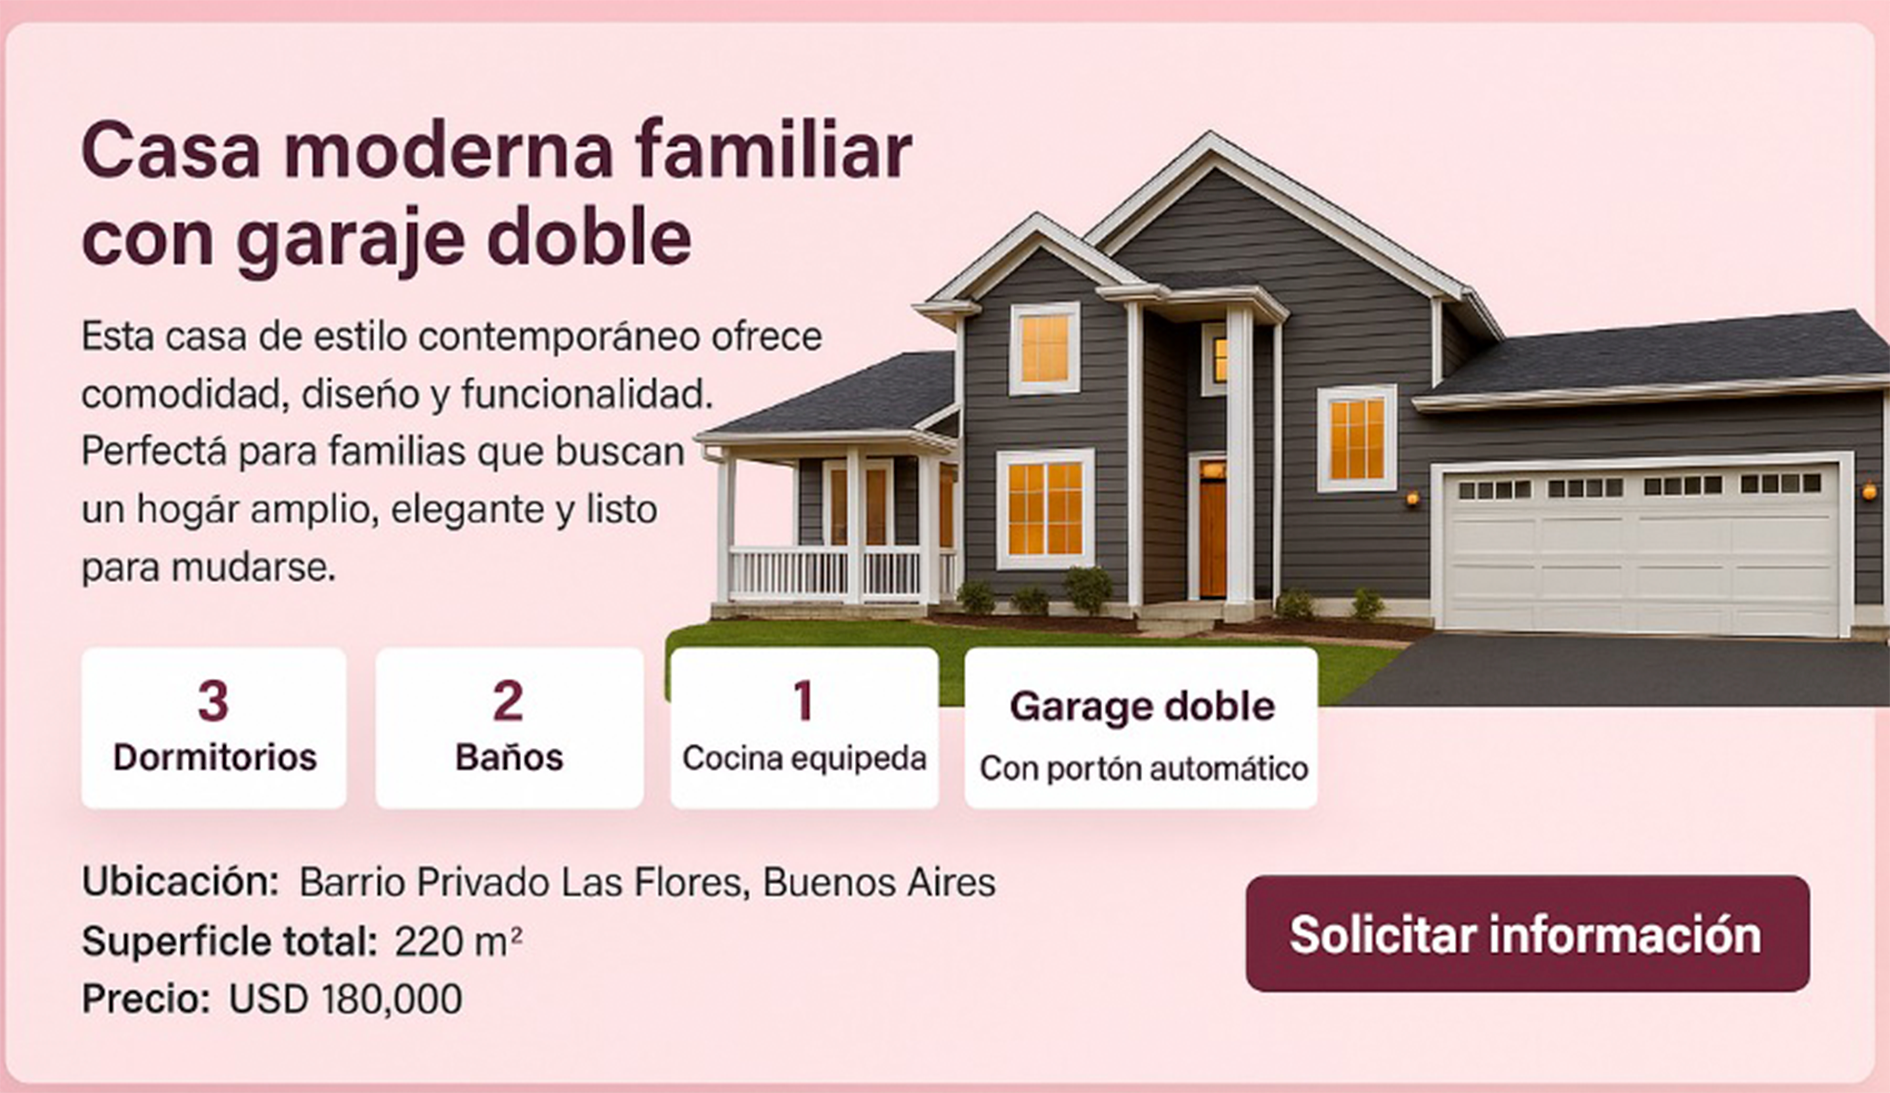 Casa moderna familiar
con garaje doble
Esta casa de estilo contemporáneo ofrece
comodidad, diseño y funcionalidad.
Perfectá para familias que buscan
un hogár amplio, elegante y listo
para mudarse.
3
Dormitorios
2
Baños
1
Cocina equipeda
Garage doble
Con portón automático
Ubicación: Barrio Privado Las Flores, Buenos Aires
Superficle total: 220 m²
Precio: USD 180,000
Solicitar información